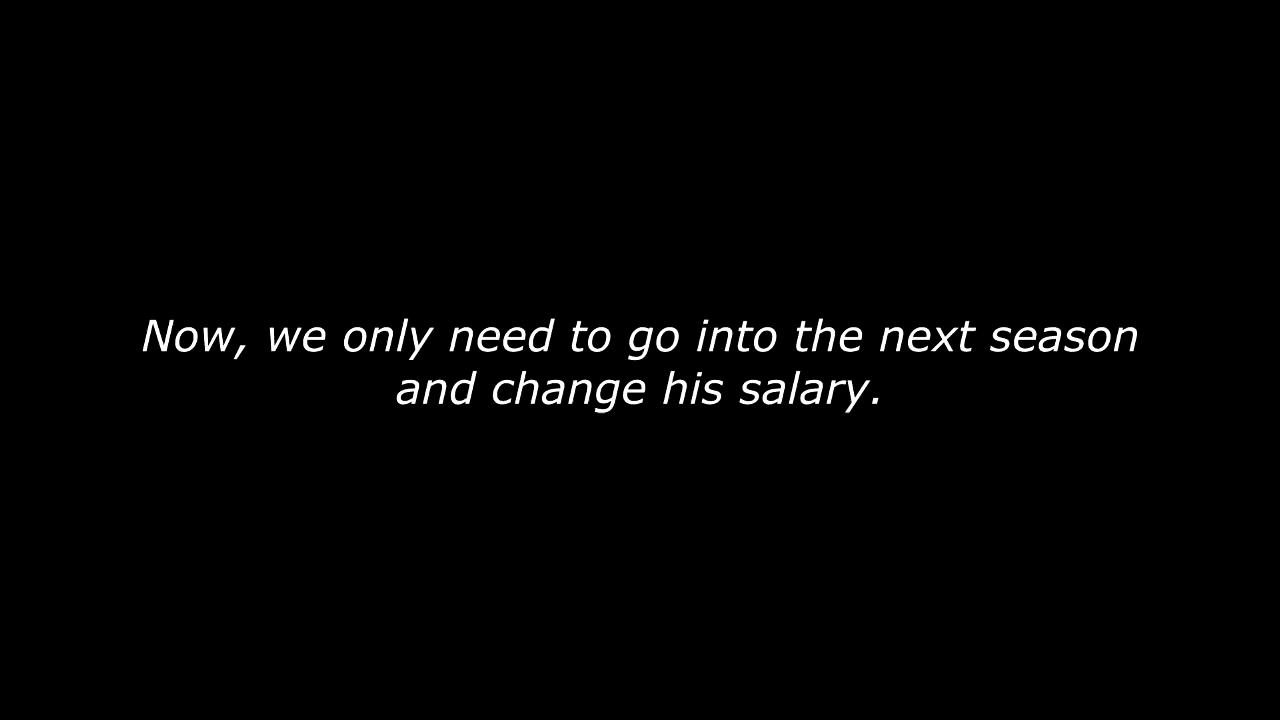 Now, we only need to go into the next season
and change his salary.